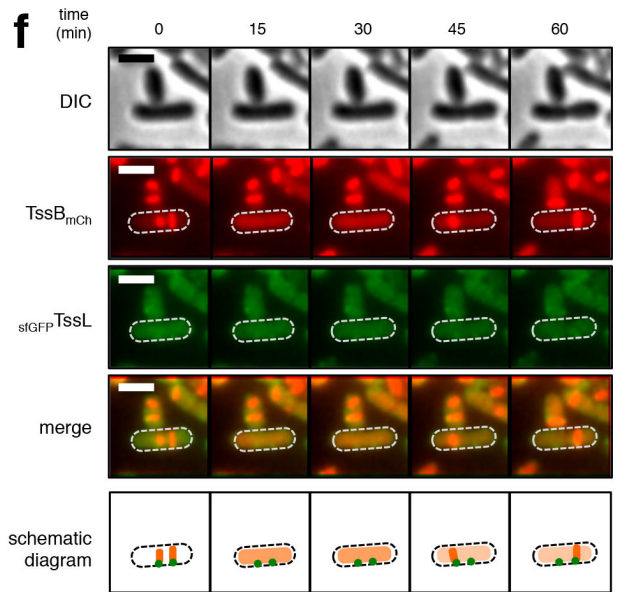 f
time
(min)
0 15 30 45 60
DIC
TssBmCh
sfGFPTssL
merge
schematic
diagram